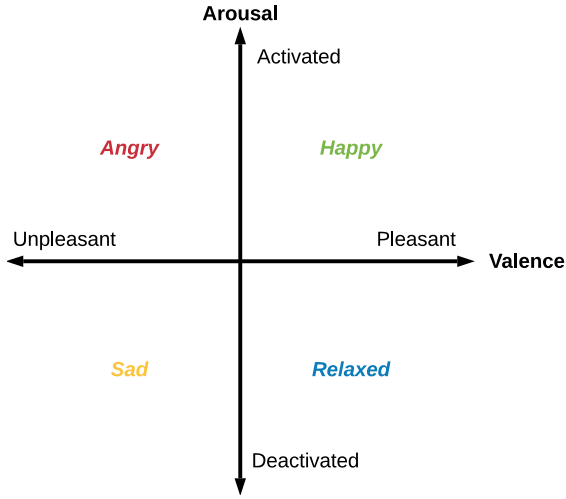 Arousal
Activated
Angry
Happy
Unpleasant
Pleasant
Valence
Sad
Relaxed
Deactivated